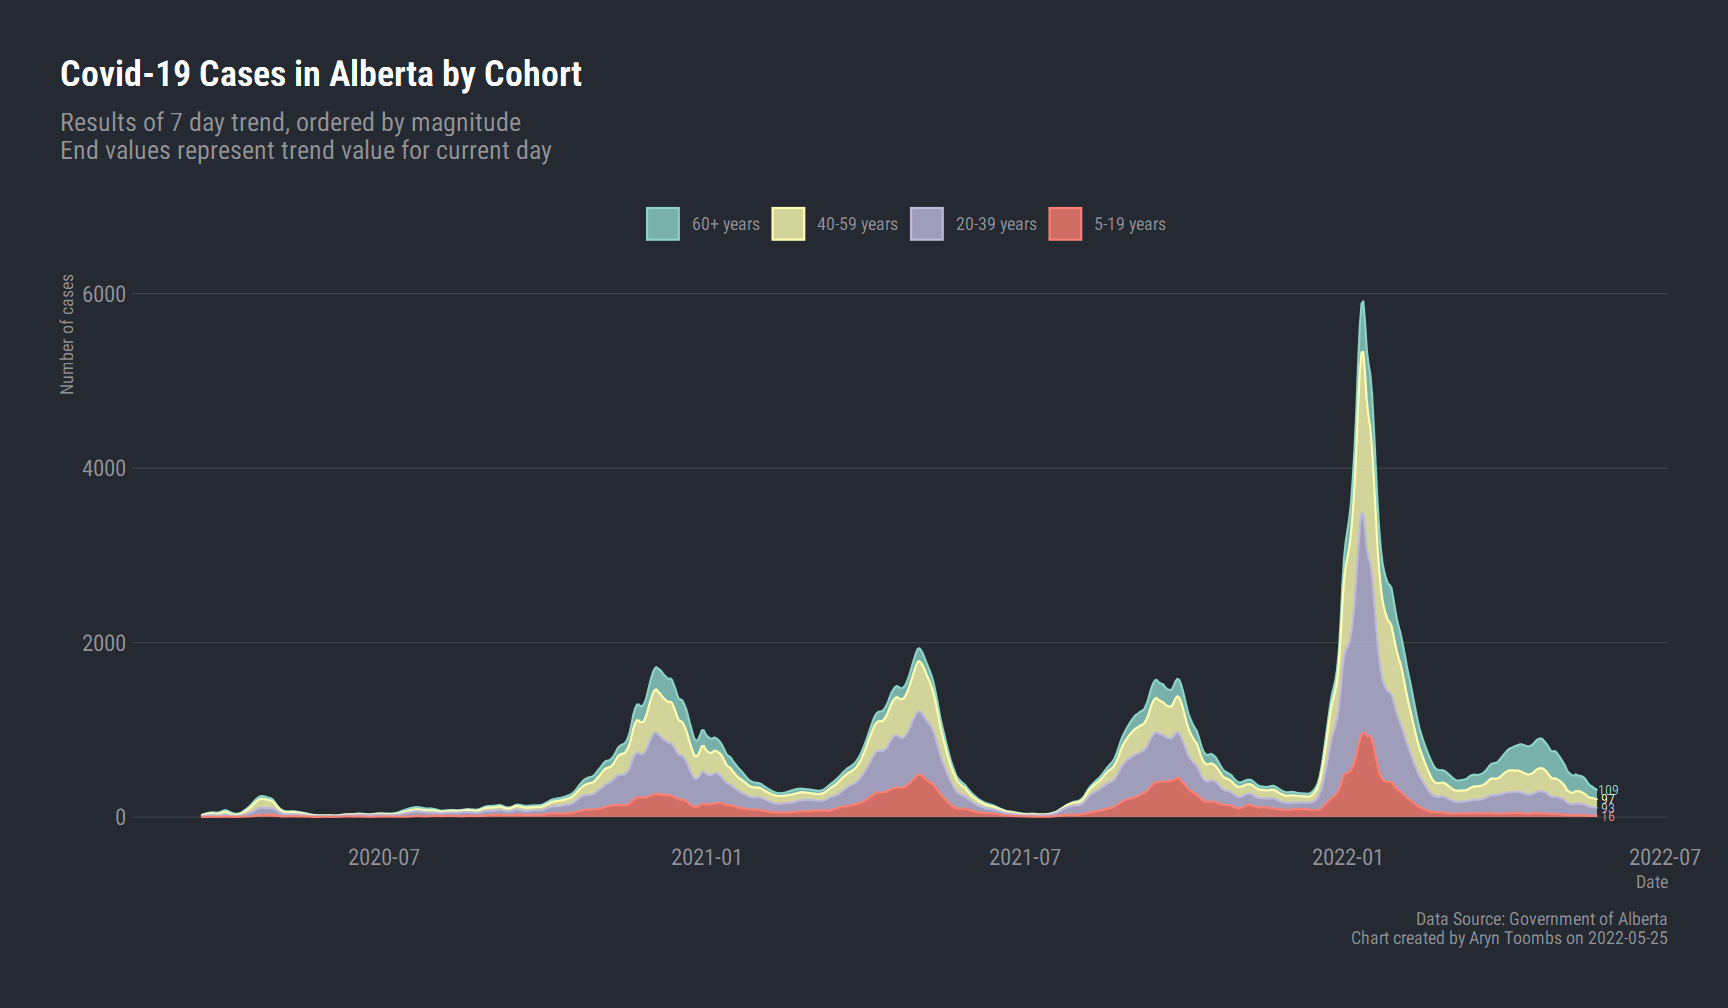 Covid-19 Cases in Alberta by Cohort
Results of 7 day trend, ordered by magnitude
End values represent trend value for current day
60+ years
40-59 years
20-39 years
5-19 years
Number of cases
6000
4000
2000
0
109
97
93
16
2020-07
2021-01
2021-07
2022-01
2022-07
Date
Data Source: Government of Alberta
Chart created by Aryn Toombs on 2022-05-25